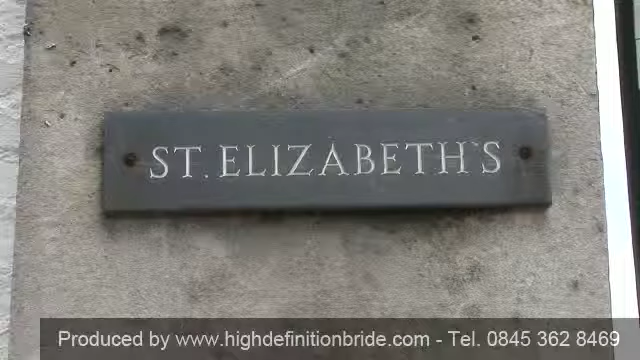 ST. ELIZABETH'S
Produced by www.highdefinitionbride.com - Tel. 0845 362 8469